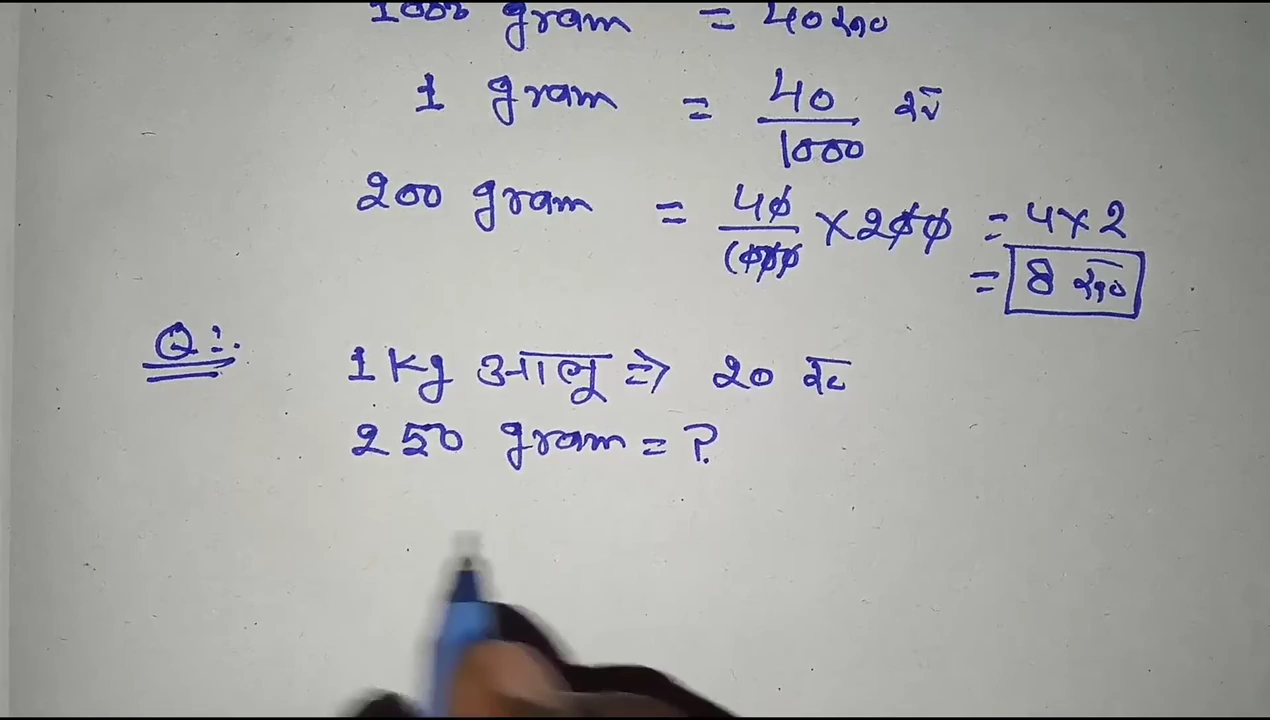 1000 gram = 40 रु०
1 gram = 40/1000 रु
200 gram = 40/1000 × 200 = 4×2
= 8 रु०
Q:. 1 Kg आलू ⇒ 20 रु
250 gram = ?